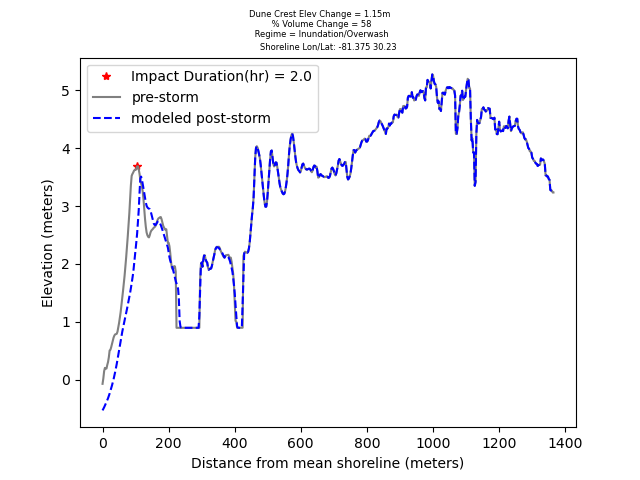 Dune Crest Elev Change = 1.15m
% Volume Change = 58
Regime = Inundation/Overwash
Shoreline Lon/Lat: -81.375 30.23
Impact Duration(hr) = 2.0
pre-storm
modeled post-storm
Elevation (meters)
5
4
3
2
1
0
0 200 400 600 800 1000 1200 1400
Distance from mean shoreline (meters)